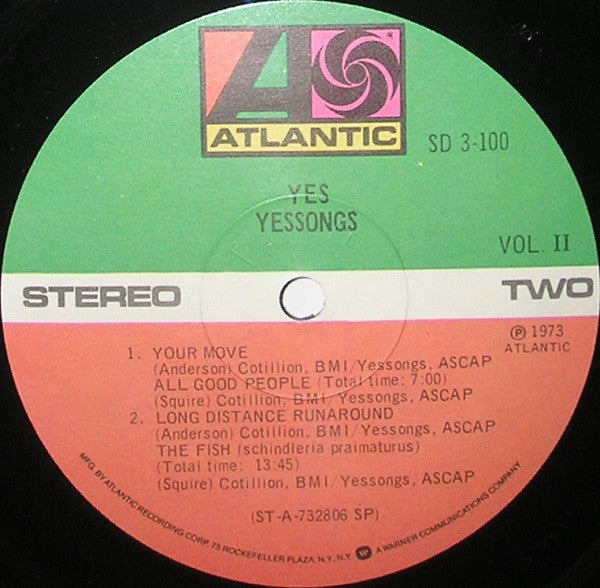 ATLANTIC
SD 3-100
YES
YESSONGS
VOL. II
STEREO
TWO
Ⓟ 1973
ATLANTIC
1. YOUR MOVE
(Anderson) Cotillion, BMI/Yessongs, ASCAP
ALL GOOD PEOPLE (Total time: 7:00)
(Squire) Cotillion, BMI/Yessongs, ASCAP
2. LONG DISTANCE RUNAROUND
(Anderson) Cotillion, BMI/Yessongs, ASCAP
THE FISH (schindleria praimaturus)
(Total time: 13:45)
(Squire) Cotillion, BMI/Yessongs, ASCAP
(ST-A-732806 SP)
MFG. BY ATLANTIC RECORDING CORP. 75 ROCKEFELLER PLAZA, N.Y., N.Y. A WARNER COMMUNICATIONS COMPANY